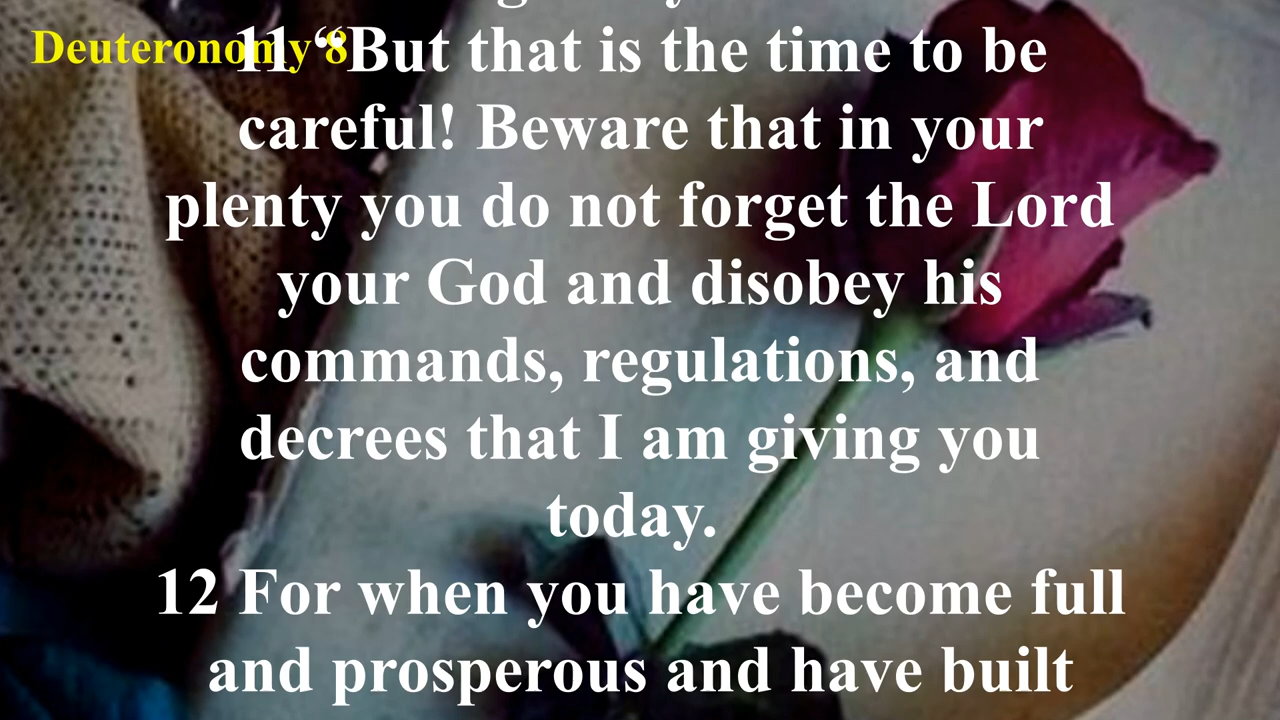 Deuteronomy 8
11 “But that is the time to be
careful! Beware that in your
plenty you do not forget the Lord
your God and disobey his
commands, regulations, and
decrees that I am giving you
today.
12 For when you have become full
and prosperous and have built